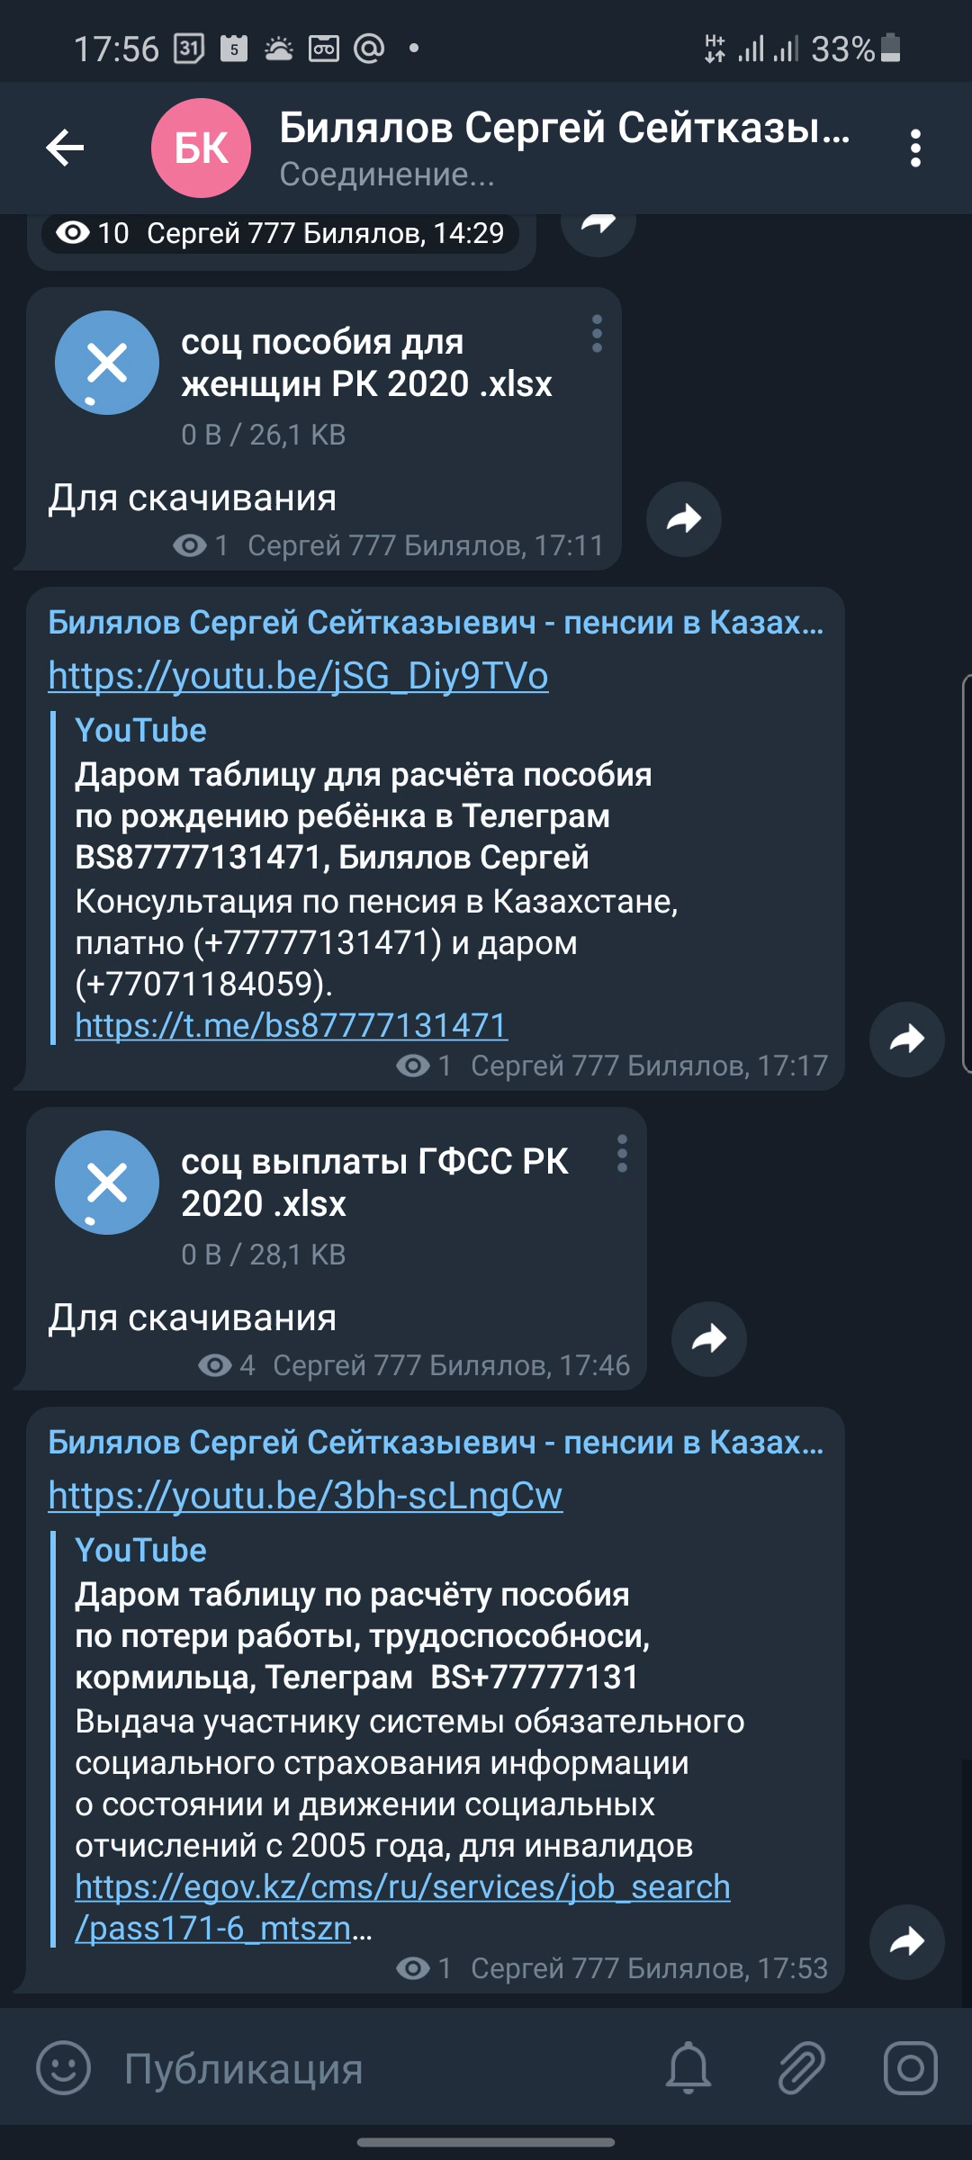 17:56 31 5 H+ 33%
БК Билялов Сергей Сейтказы...
Соединение...
10 Сергей 777 Билялов, 14:29
соц пособия для
женщин РК 2020 .xlsx
0 B / 26,1 KB
Для скачивания
1 Сергей 777 Билялов, 17:11
Билялов Сергей Сейтказыевич - пенсии в Казах...
https://youtu.be/jSG_Diy9TVo
YouTube
Даром таблицу для расчёта пособия
по рождению ребёнка в Телеграм
BS87777131471, Билялов Сергей
Консультация по пенсия в Казахстане,
платно (+77777131471) и даром
(+77071184059).
https://t.me/bs87777131471
1 Сергей 777 Билялов, 17:17
соц выплаты ГФСС РК
2020 .xlsx
0 B / 28,1 KB
Для скачивания
4 Сергей 777 Билялов, 17:46
Билялов Сергей Сейтказыевич - пенсии в Казах...
https://youtu.be/3bh-scLngCw
YouTube
Даром таблицу по расчёту пособия
по потери работы, трудоспособноси,
кормильца, Телеграм BS+77777131
Выдача участнику системы обязательного
социального страхования информации
о состоянии и движении социальных
отчислений с 2005 года, для инвалидов
https://egov.kz/cms/ru/services/job_search
/pass171-6_mtszn...
1 Сергей 777 Билялов, 17:53
Публикация